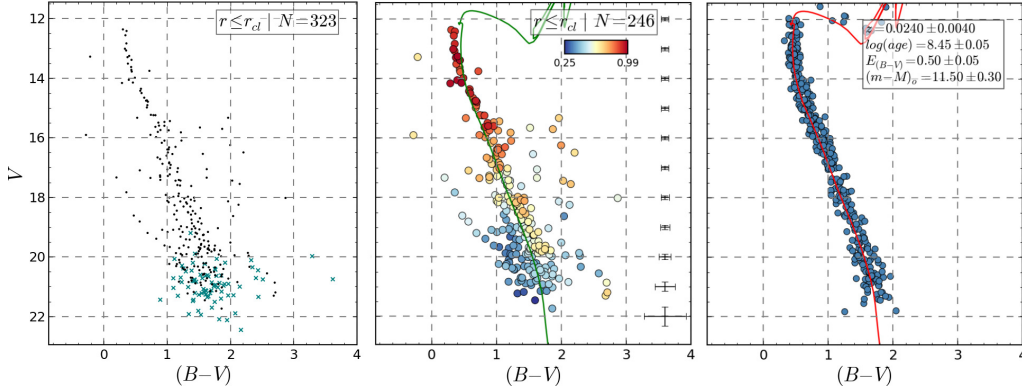 r≤r_cl | N=323
r≤r_cl | N=246
0.25 0.99
z=0.0240±0.0040
log(age)=8.45±0.05
E_(B−V)=0.50±0.05
(m−M)_o=11.50±0.30
V
12
14
16
18
20
22
0 1 2 3 4
0 1 2 3 4
0 1 2 3 4
(B−V)
(B−V)
(B−V)